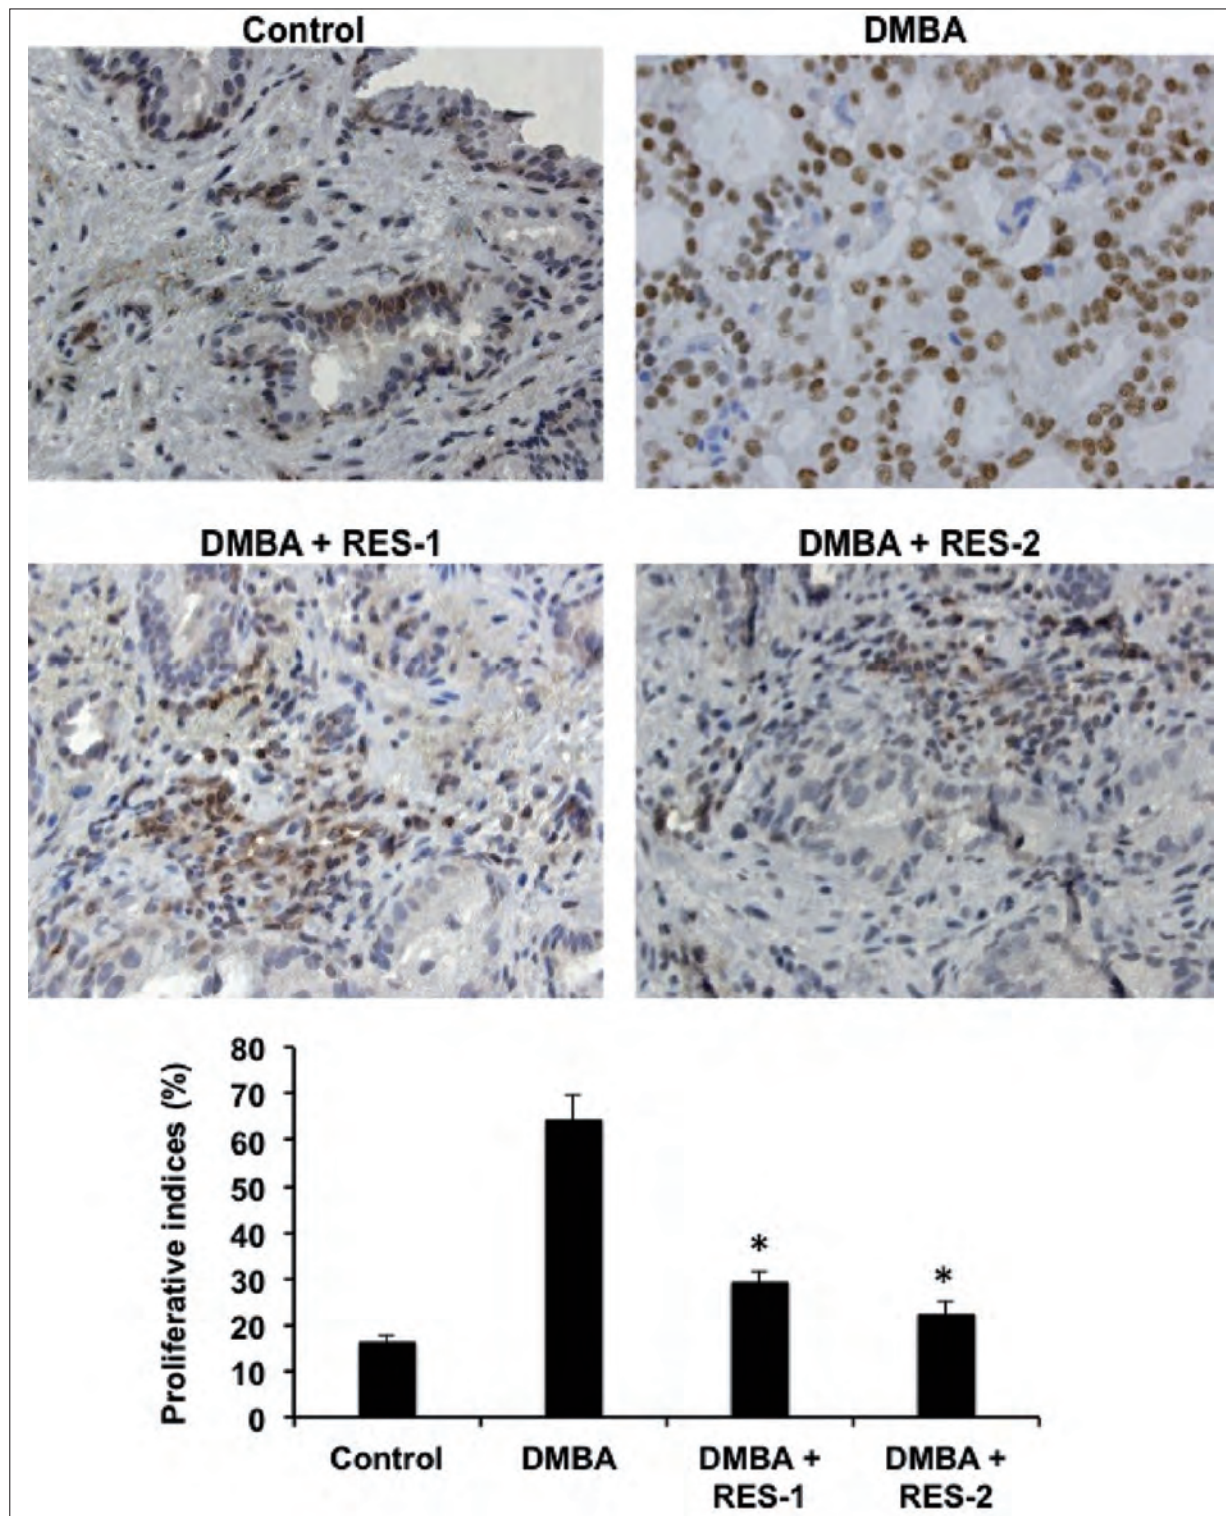 Control
DMBA
DMBA + RES-1
DMBA + RES-2
Proliferative indices (%)
80
70
60
50
40
30
20
10
0
*
*
Control
DMBA
DMBA +
RES-1
DMBA +
RES-2